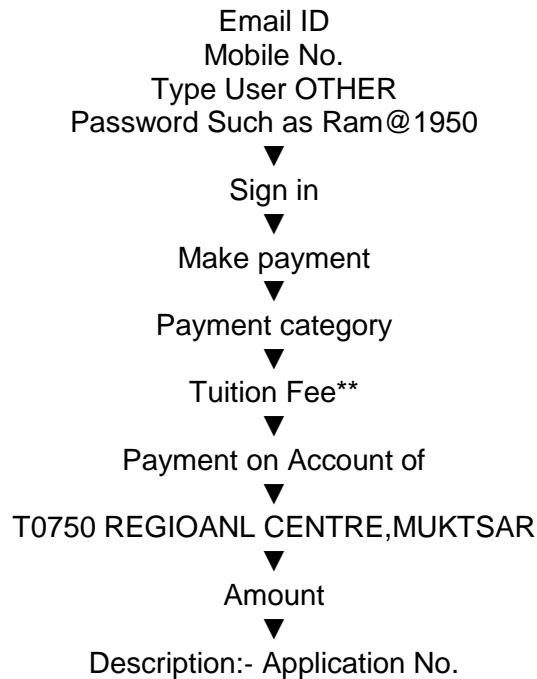 Email ID
Mobile No.
Type User OTHER
Password Such as Ram@1950
▼
Sign in
▼
Make payment
▼
Payment category
▼
Tuition Fee**
▼
Payment on Account of
▼
T0750 REGIOANL CENTRE,MUKTSAR
▼
Amount
▼
Description:- Application No.